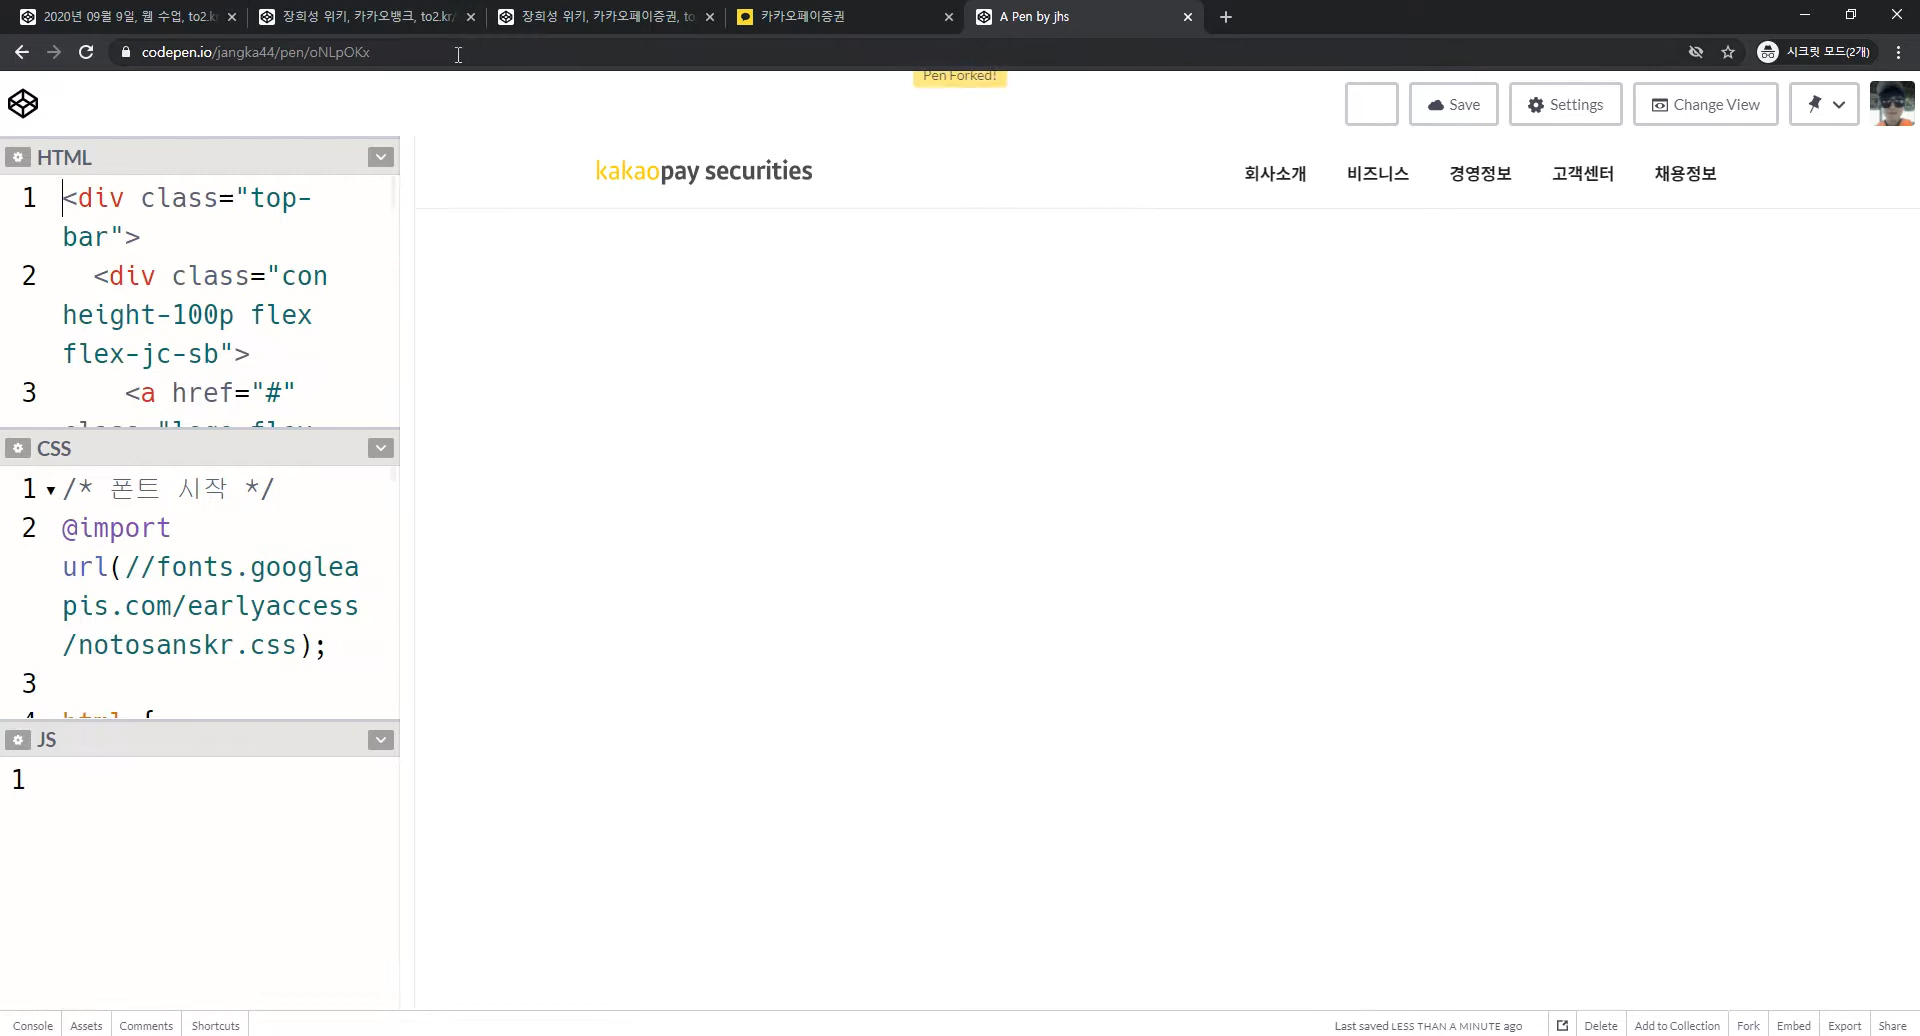 2020년 09월 9일, 웹 수업, to2.kr
장희성 위키, 카카오뱅크, to2.kr/
장희성 위키, 카카오페이증권, to
카카오페이증권
A Pen by jhs
codepen.io/jangka44/pen/oNLpOKx
시크릿 모드(2개)
Pen Forked!
Save
Settings
Change View
HTML
1 <div class="top-
bar">
2 <div class="con
height-100p flex
flex-jc-sb">
3 <a href="#"
class="logo flex
CSS
1 /* 폰트 시작 */
2 @import
url(//fonts.googlea
pis.com/earlyaccess
/notosanskr.css);
3
4 html {
JS
1
kakaopay securities
회사소개
비즈니스
경영정보
고객센터
채용정보
Console
Assets
Comments
Shortcuts
Last saved LESS THAN A MINUTE ago
Delete
Add to Collection
Fork
Embed
Export
Share